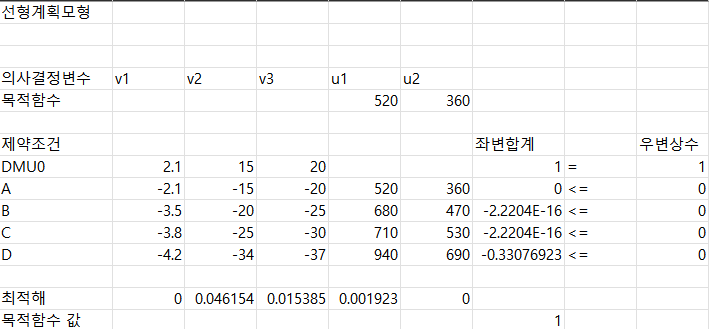 선형계획모형
의사결정변수 v1 v2 v3 u1 u2
목적함수 520 360
제약조건 좌변합계 우변상수
DMU0 2.1 15 20 1 = 1
A -2.1 -15 -20 520 360 0 <= 0
B -3.5 -20 -25 680 470 -2.2204E-16 <= 0
C -3.8 -25 -30 710 530 -2.2204E-16 <= 0
D -4.2 -34 -37 940 690 -0.33076923 <= 0
최적해 0 0.046154 0.015385 0.001923 0
목적함수 값 1